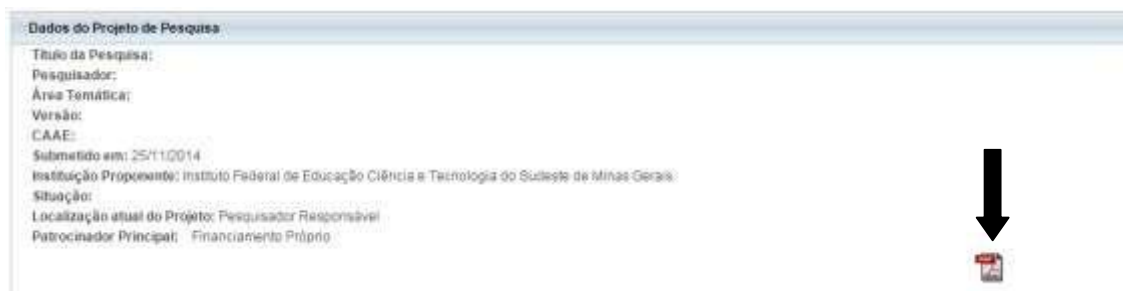 Dados do Projeto de Pesquisa
Título da Pesquisa:
Pesquisador:
Área Temática:
Versão:
CAAE:
Submetido em: 25/11/2014
Instituição Proponente: Instituto Federal de Educação Ciência e Tecnologia do Sudeste de Minas Gerais
Situação:
Localização atual do Projeto: Pesquisador Responsável
Patrocinador Principal: Financiamento Próprio